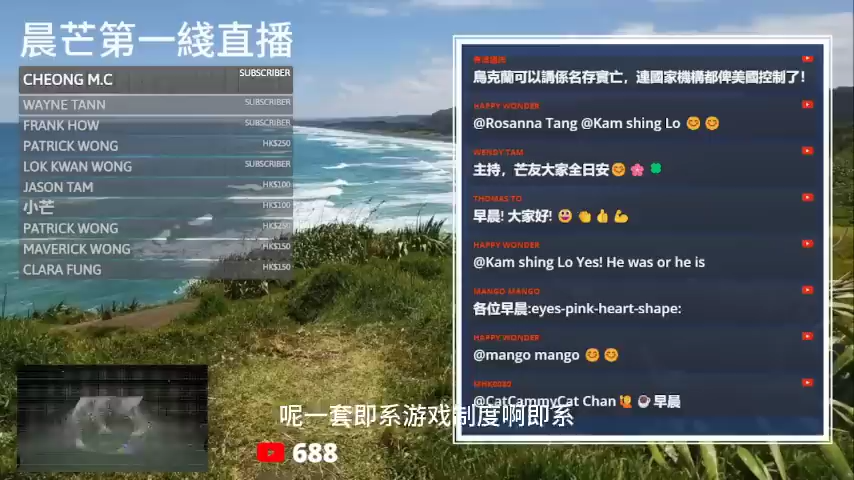 晨芒第一綫直播
CHEONG M.C SUBSCRIBER
WAYNE TANN SUBSCRIBER
FRANK HOW SUBSCRIBER
PATRICK WONG HK$250
LOK KWAN WONG SUBSCRIBER
JASON TAM HK$100
小芒 HK$100
PATRICK WONG HK$250
MAVERICK WONG HK$150
CLARA FUNG HK$150
烏克蘭可以講係名存實亡，連國家機構都俾美國控制了！
HAPPY WONDER
@Rosanna Tang @Kam shing Lo 😊 😊
WENDY TAM
主持，芒友大家全日安😊 🌸 🍀
THOMAS TO
早晨! 大家好! 😃 👏 👍 💪
HAPPY WONDER
@Kam shing Lo Yes! He was or he is
MANGO MANGO
各位早晨:eyes-pink-heart-shape:
HAPPY WONDER
@mango mango 😊 😊
@CatCammyCat Chan 🙋 ☕ 早晨
呢一套即系游戏制度啊即系
688